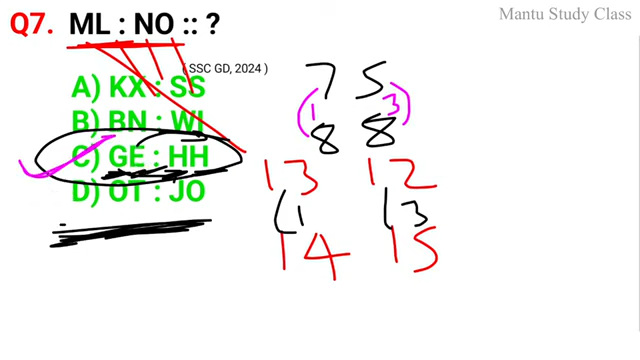 Mantu Study Class
Q7. ML : NO :: ?
( SSC GD, 2024 )
A) KX : SS
B) BN : WI
C) GE : HH
D) OT : JO
7 5
(1 3)
8 8
13 12
(1 (3
14 15